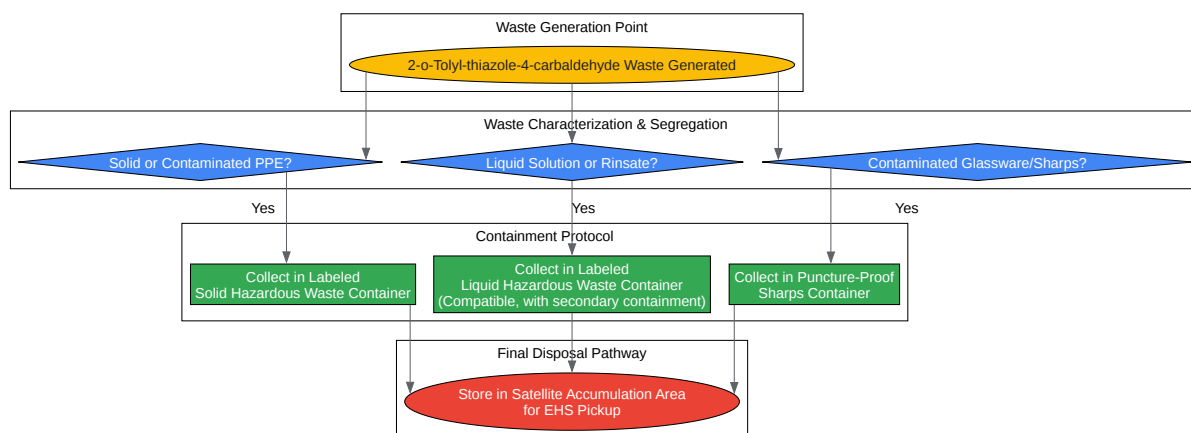 Waste Generation Point
2-o-Tolyl-thiazole-4-carbaldehyde Waste Generated
Waste Characterization & Segregation
Solid or Contaminated PPE?
Liquid Solution or Rinsate?
Contaminated Glassware/Sharps?
Yes
Yes
Yes
Containment Protocol
Collect in Labeled
Solid Hazardous Waste Container
Collect in Labeled
Liquid Hazardous Waste Container
(Compatible, with secondary containment)
Collect in Puncture-Proof
Sharps Container
Final Disposal Pathway
Store in Satellite Accumulation Area
for EHS Pickup